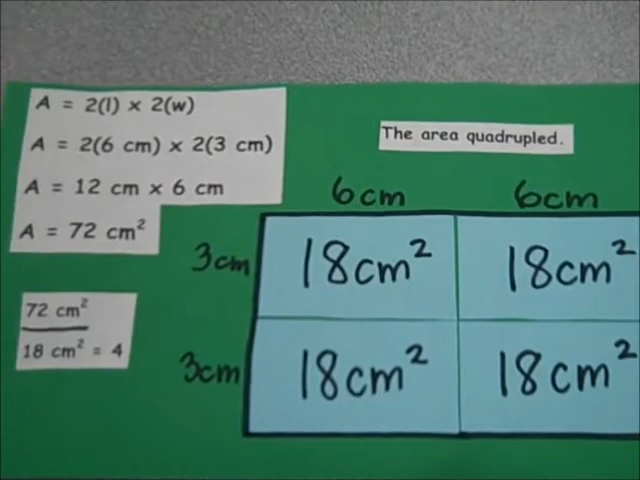 A = 2(l) x 2(w)
A = 2(6 cm) x 2(3 cm)
A = 12 cm x 6 cm
A = 72 cm²
72 cm²
18 cm² = 4
The area quadrupled.
6cm 6cm
3cm 18cm² 18cm²
3cm 18cm² 18cm²